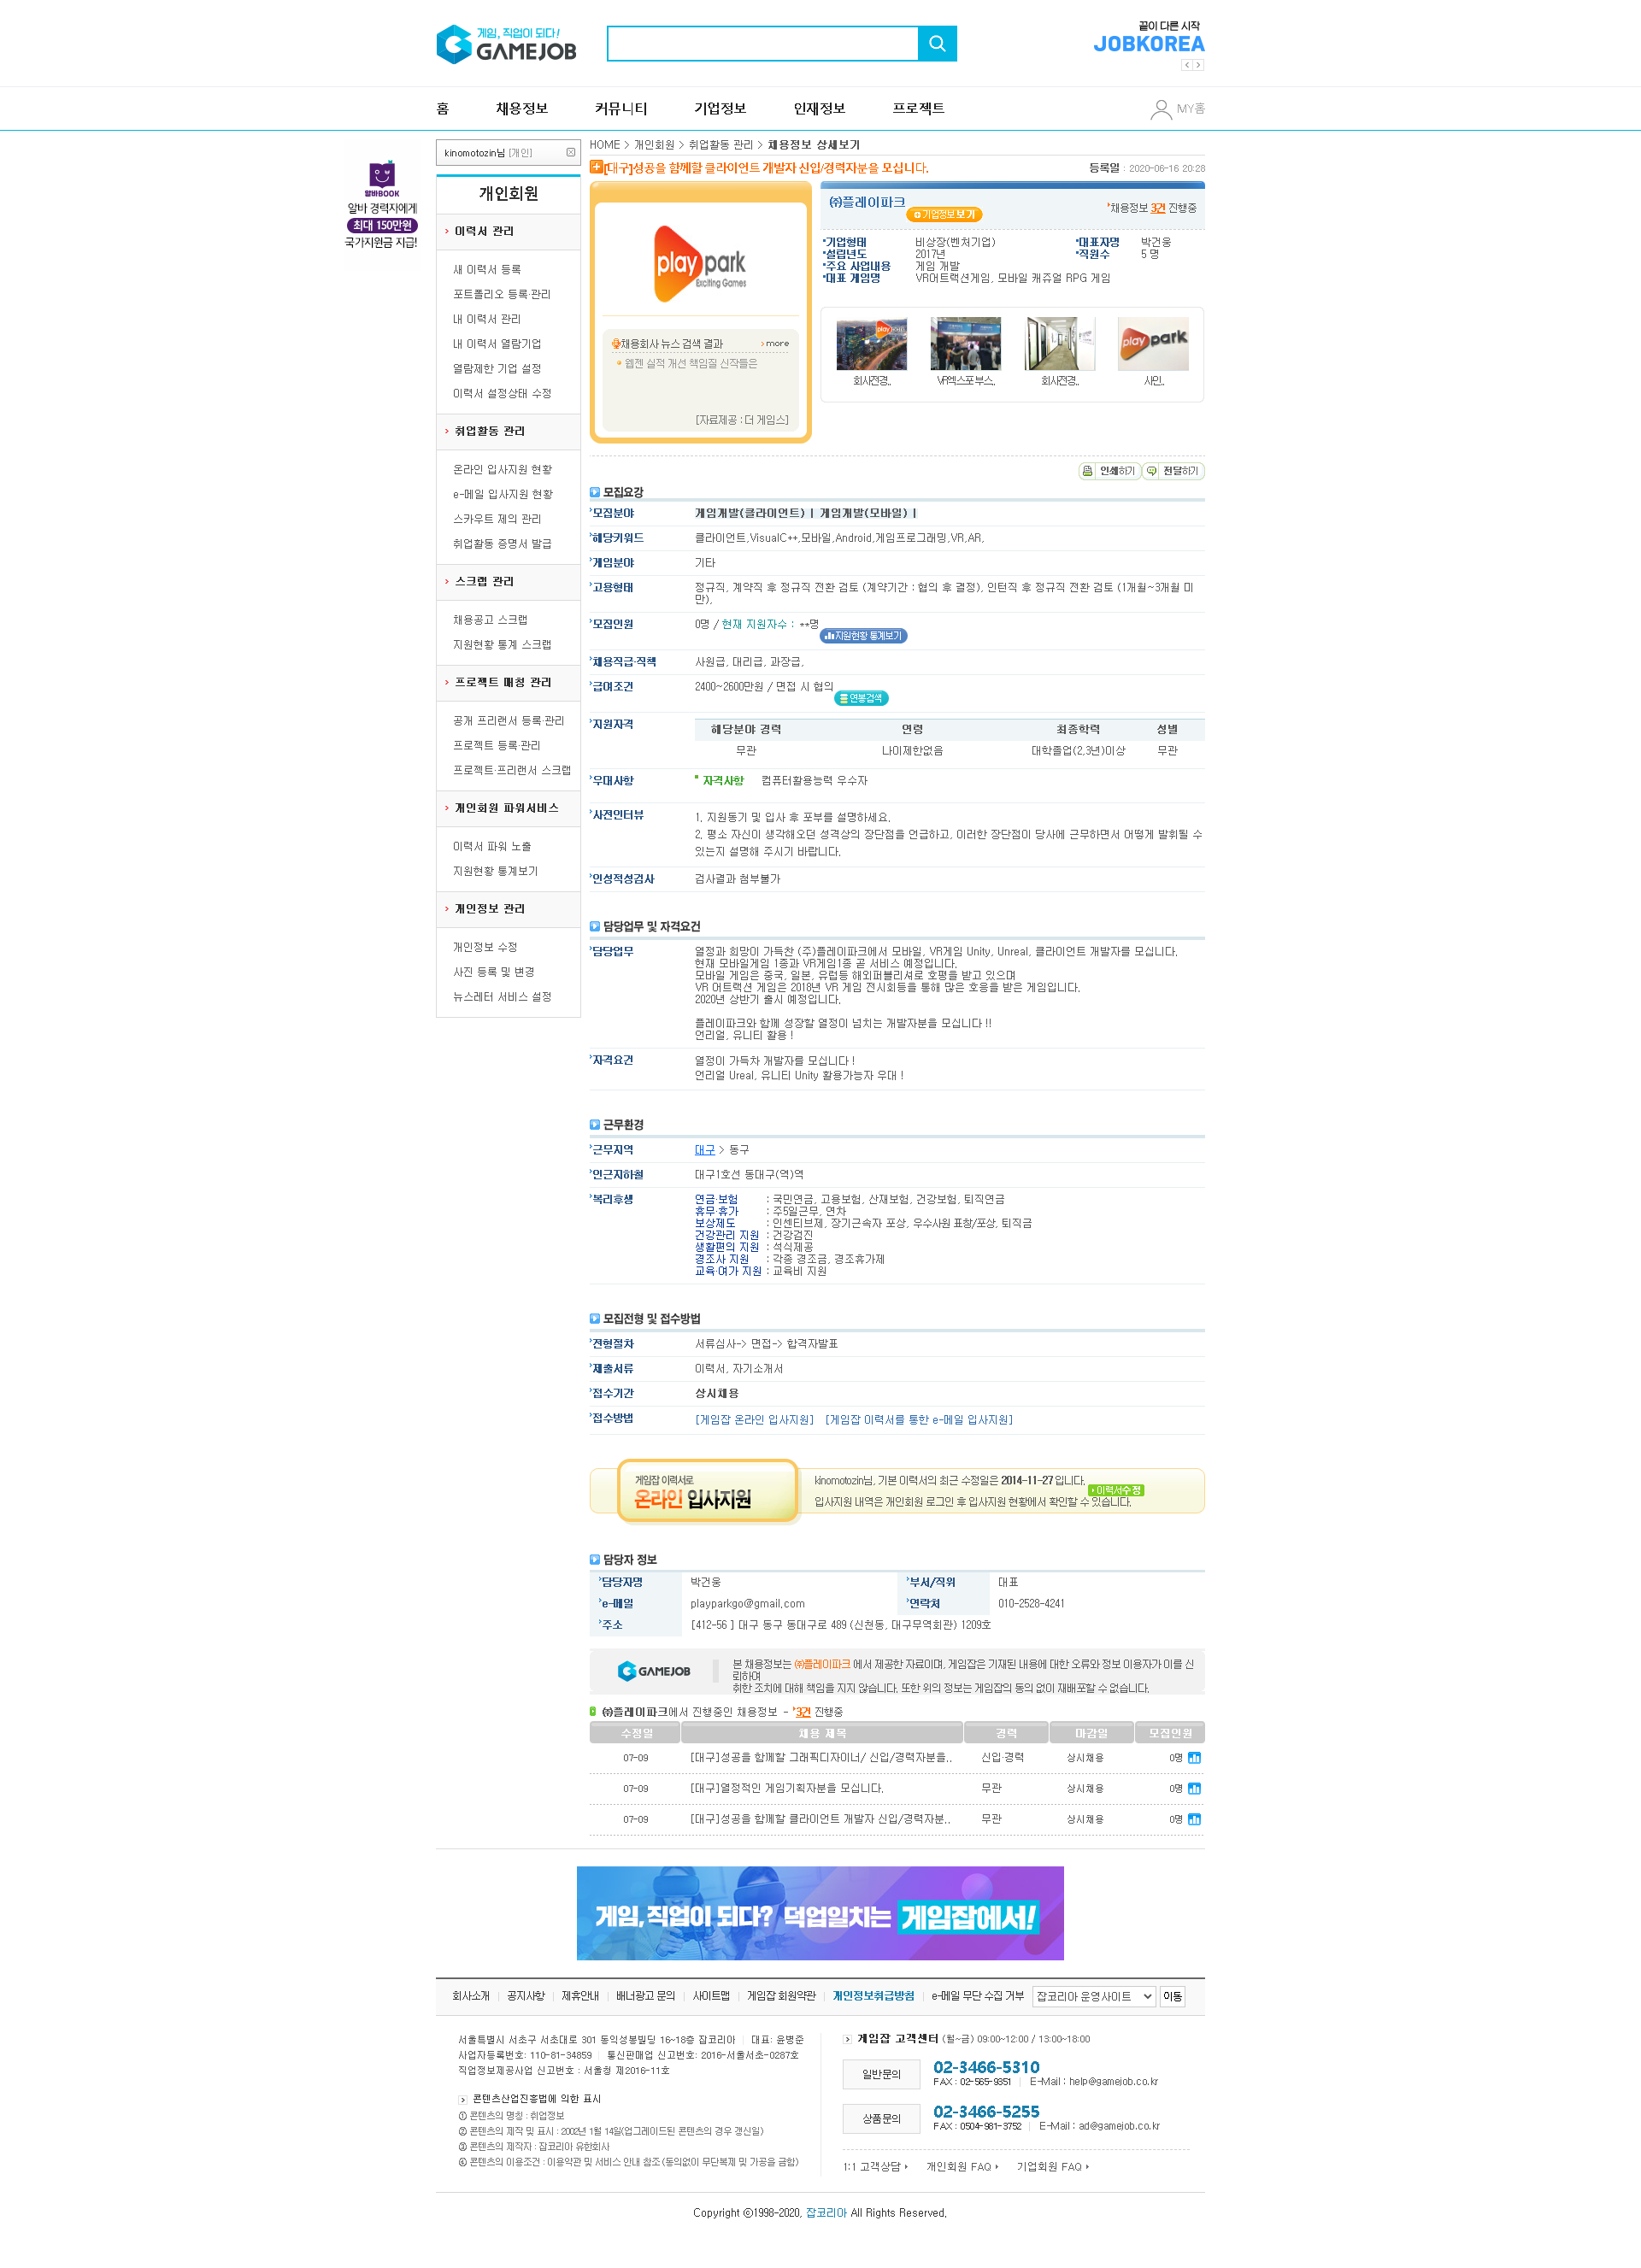 게임, 직업이 되다!
GAMEJOB
끝이 다른 시작
JOBKOREA
홈 채용정보 커뮤니티 기업정보 인재정보 프로젝트 MY홈
알바BOOK
알바 경력자에게
최대 150만원
국가지원금 지급!
kinomotozin님 [개인]
개인회원
이력서 관리
새 이력서 등록
포트폴리오 등록·관리
내 이력서 관리
내 이력서 열람기업
열람제한 기업 설정
이력서 설정상태 수정
취업활동 관리
온라인 입사지원 현황
e-메일 입사지원 현황
스카우트 제의 관리
취업활동 증명서 발급
스크랩 관리
채용공고 스크랩
지원현황 통계 스크랩
프로젝트 매칭 관리
공개 프리랜서 등록·관리
프로젝트 등록·관리
프로젝트·프리랜서 스크랩
개인회원 파워서비스
이력서 파워 노출
지원현황 통계보기
개인정보 관리
개인정보 수정
사진 등록 및 변경
뉴스레터 서비스 설정
HOME > 개인회원 > 취업활동 관리 > 채용정보 상세보기
[대구]성공을 함께할 클라이언트 개발자 신입/경력자분을 모십니다.
등록일 : 2020-06-16 20:28
play park
Exciting Games
채용회사 뉴스 검색 결과 more
웹젠 실적 개선 책임질 신작들은
[자료제공 : 더 게임스]
㈜플레이파크 기업정보보기
채용정보 3건 진행중
기업형태 비상장(벤처기업) 대표자명 박건웅
설립년도 2017년 직원수 5 명
주요 사업내용 게임 개발
대표 게임명 VR어트랙션게임, 모바일 캐쥬얼 RPG 게임
회사전경.. VR엑스포부스.. 회사전경.. 사인..
인쇄하기 전달하기
모집요강
모집분야 게임개발(클라이언트) | 게임개발(모바일) |
해당키워드 클라이언트,VisualC++,모바일,Android,게임프로그래밍,VR,AR,
게임분야 기타
고용형태 정규직, 계약직 후 정규직 전환 검토 (계약기간 : 협의 후 결정), 인턴직 후 정규직 전환 검토 (1개월~3개월 미
만),
모집인원 0명 / 현재 지원자수 : **명 지원현황 통계보기
채용직급·직책 사원급, 대리급, 과장급,
급여조건 2400~2600만원 / 면접 시 협의 연봉검색
지원자격 해당분야 경력 연령 최종학력 성별
무관 나이제한없음 대학졸업(2,3년)이상 무관
우대사항 자격사항 컴퓨터활용능력 우수자
사전인터뷰 1. 지원동기 및 입사 후 포부를 설명하세요.
2. 평소 자신이 생각해오던 성격상의 장단점을 언급하고, 이러한 장단점이 당사에 근무하면서 어떻게 발휘될 수
있는지 설명해 주시기 바랍니다.
인성적성검사 검사결과 첨부불가
담당업무 및 자격요건
담당업무 열정과 희망이 가득찬 (주)플레이파크에서 모바일, VR게임 Unity, Unreal, 클라이언트 개발자를 모십니다.
현재 모바일게임 1종과 VR게임1종 곧 서비스 예정입니다.
모바일 게임은 중국, 일본, 유럽등 해외퍼블리셔로 호평을 받고 있으며
VR 어트랙션 게임은 2018년 VR 게임 전시회등을 통해 많은 호응을 받은 게임입니다.
2020년 상반기 출시 예정입니다.
플레이파크와 함께 성장할 열정이 넘치는 개발자분을 모십니다 !!
언리얼, 유니티 활용 !
자격요건 열정이 가득차 개발자를 모십니다 !
언리얼 Ureal, 유니티 Unity 활용가능자 우대 !
근무환경
근무지역 대구 > 동구
인근지하철 대구1호선 동대구(역)역
복리후생 연금·보험 : 국민연금, 고용보험, 산재보험, 건강보험, 퇴직연금
휴무·휴가 : 주5일근무, 연차
보상제도 : 인센티브제, 장기근속자 포상, 우수사원 표창/포상, 퇴직금
건강관리 지원 : 건강검진
생활편의 지원 : 석식제공
경조사 지원 : 각종 경조금, 경조휴가제
교육·여가 지원 : 교육비 지원
모집전형 및 접수방법
전형절차 서류심사-> 면접-> 합격자발표
제출서류 이력서, 자기소개서
접수기간 상시채용
접수방법 [게임잡 온라인 입사지원] [게임잡 이력서를 통한 e-메일 입사지원]
게임잡 이력서로
온라인 입사지원
kinomotozin님, 기본 이력서의 최근 수정일은 2014-11-27 입니다. 이력서수정
입사지원 내역은 개인회원 로그인 후 입사지원 현황에서 확인할 수 있습니다.
담당자 정보
담당자명 박건웅 부서/직위 대표
e-메일 playparkgo@gmail.com 연락처 010-2528-4241
주소 [412-56 ] 대구 동구 동대구로 489 (신천동, 대구무역회관) 1209호
GAMEJOB
본 채용정보는 ㈜플레이파크 에서 제공한 자료이며, 게임잡은 기재된 내용에 대한 오류와 정보 이용자가 이를 신
뢰하여
취한 조치에 대해 책임을 지지 않습니다. 또한 위의 정보는 게임잡의 동의 없이 재배포할 수 없습니다.
㈜플레이파크에서 진행중인 채용정보 - 3건 진행중
수정일 채용 제목 경력 마감일 모집인원
07-09 [대구]성공을 함께할 그래픽디자이너/ 신입/경력자분을.. 신입·경력 상시채용 0명
07-09 [대구]열정적인 게임기획자분을 모십니다. 무관 상시채용 0명
07-09 [대구]성공을 함께할 클라이언트 개발자 신입/경력자분.. 무관 상시채용 0명
게임, 직업이 되다? 덕업일치는 게임잡에서!
회사소개 공지사항 제휴안내 배너광고 문의 사이트맵 게임잡 회원약관 개인정보취급방침 e-메일 무단 수집 거부 잡코리아 운영사이트 이동
서울특별시 서초구 서초대로 301 동익성봉빌딩 16~18층 잡코리아 대표: 윤병준
사업자등록번호: 110-81-34859 통신판매업 신고번호: 2016-서울서초-0287호
직업정보제공사업 신고번호 : 서울청 제2016-11호
콘텐츠산업진흥법에 의한 표시
① 콘텐츠의 명칭 : 취업정보
② 콘텐츠의 제작 및 표시 : 2002년 1월 14일(업그레이드된 콘텐츠의 경우 갱신일)
③ 콘텐츠의 제작자 : 잡코리아 유한회사
④ 콘텐츠의 이용조건 : 이용약관 및 서비스 안내 참조 (동의없이 무단복제 및 가공을 금함)
게임잡 고객센터 (월~금) 09:00~12:00 / 13:00~18:00
일반문의 02-3466-5310
FAX : 02-565-9351 E-Mail : help@gamejob.co.kr
상품문의 02-3466-5255
FAX : 0504-981-3752 E-Mail : ad@gamejob.co.kr
1:1 고객상담 개인회원 FAQ 기업회원 FAQ
Copyright ⓒ1998-2020. 잡코리아 All Rights Reserved.